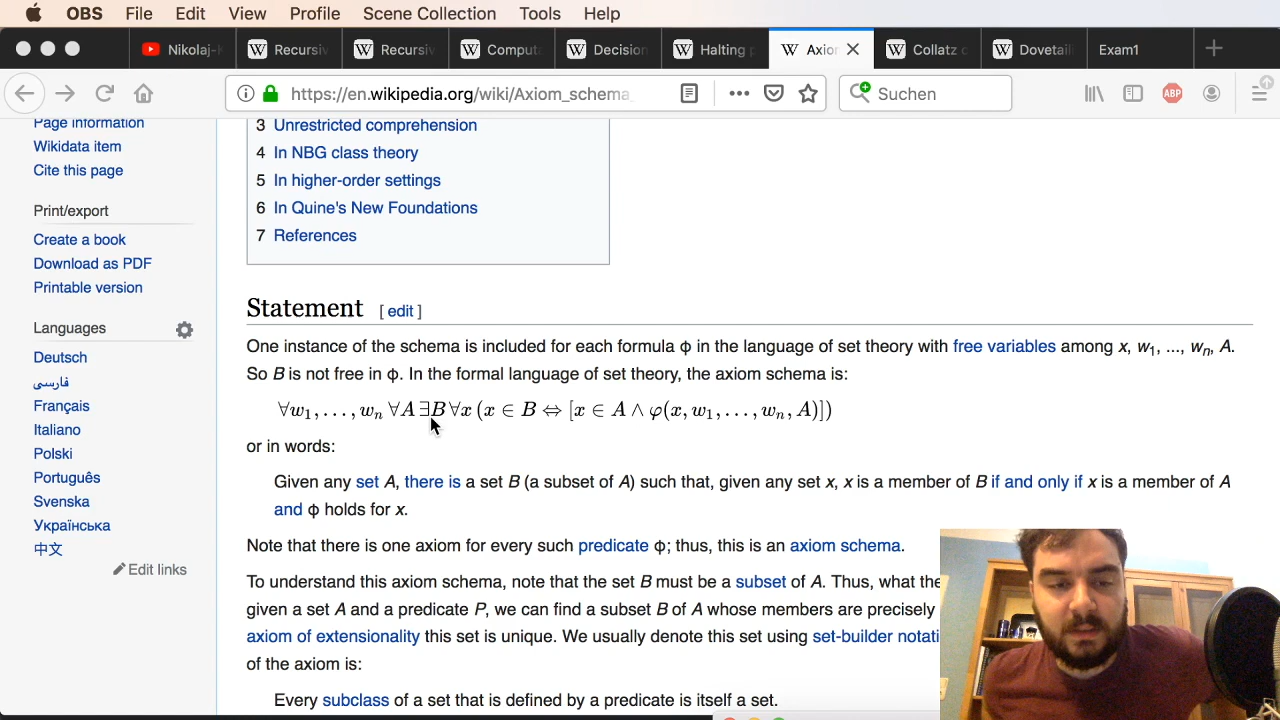 OBS File Edit View Profile Scene Collection Tools Help
Nikolaj- Recursiv Recursiv Comput Decision Halting Axio Collatz Dovetail Exam1
https://en.wikipedia.org/wiki/Axiom_schema_ Suchen
ABP
Page information
Wikidata item
Cite this page
Print/export
Create a book
Download as PDF
Printable version
Languages
Deutsch
فارسی
Français
Italiano
Polski
Português
Svenska
Українська
中文
Edit links
3 Unrestricted comprehension
4 In NBG class theory
5 In higher-order settings
6 In Quine's New Foundations
7 References
Statement [ edit ]
One instance of the schema is included for each formula φ in the language of set theory with free variables among x, w₁, ..., wₙ, A.
So B is not free in φ. In the formal language of set theory, the axiom schema is:
∀w₁, . . . , wₙ ∀A ∃B ∀x (x ∈ B ⇔ [x ∈ A ∧ φ(x, w₁, . . . , wₙ, A)])
or in words:
Given any set A, there is a set B (a subset of A) such that, given any set x, x is a member of B if and only if x is a member of A
and φ holds for x.
Note that there is one axiom for every such predicate φ; thus, this is an axiom schema.
To understand this axiom schema, note that the set B must be a subset of A. Thus, what the
given a set A and a predicate P, we can find a subset B of A whose members are precisely
axiom of extensionality this set is unique. We usually denote this set using set-builder notati
of the axiom is:
Every subclass of a set that is defined by a predicate is itself a set.